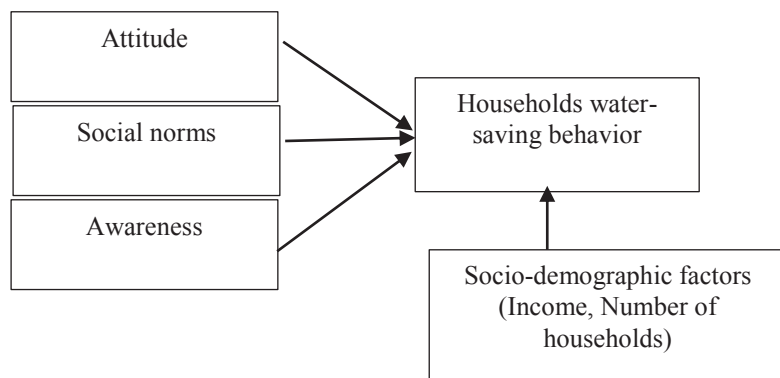 Attitude
Social norms
Awareness
Households water-
saving behavior
Socio-demographic factors
(Income, Number of
households)